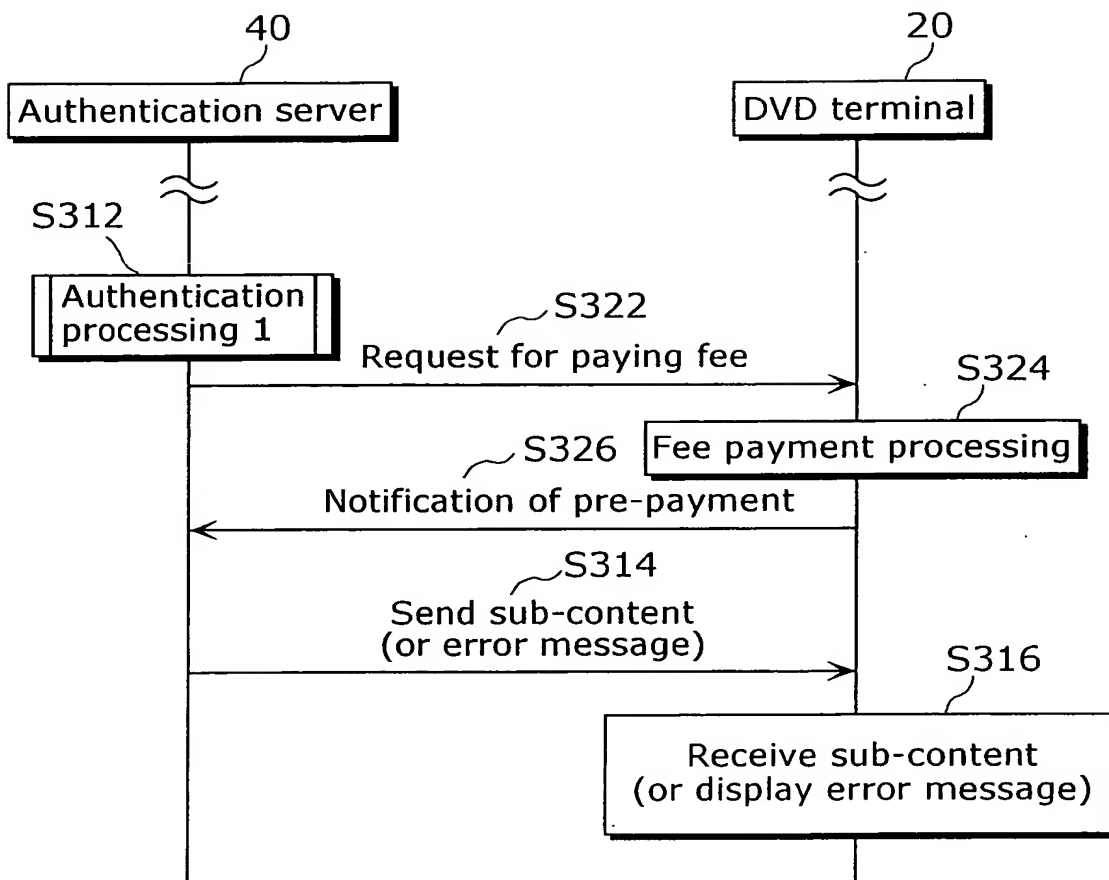 40
20
Authentication server
DVD terminal
S312
Authentication
processing 1
S322
Request for paying fee
S324
Fee payment processing
S326
Notification of pre-payment
S314
Send sub-content
(or error message)
S316
Receive sub-content
(or display error message)